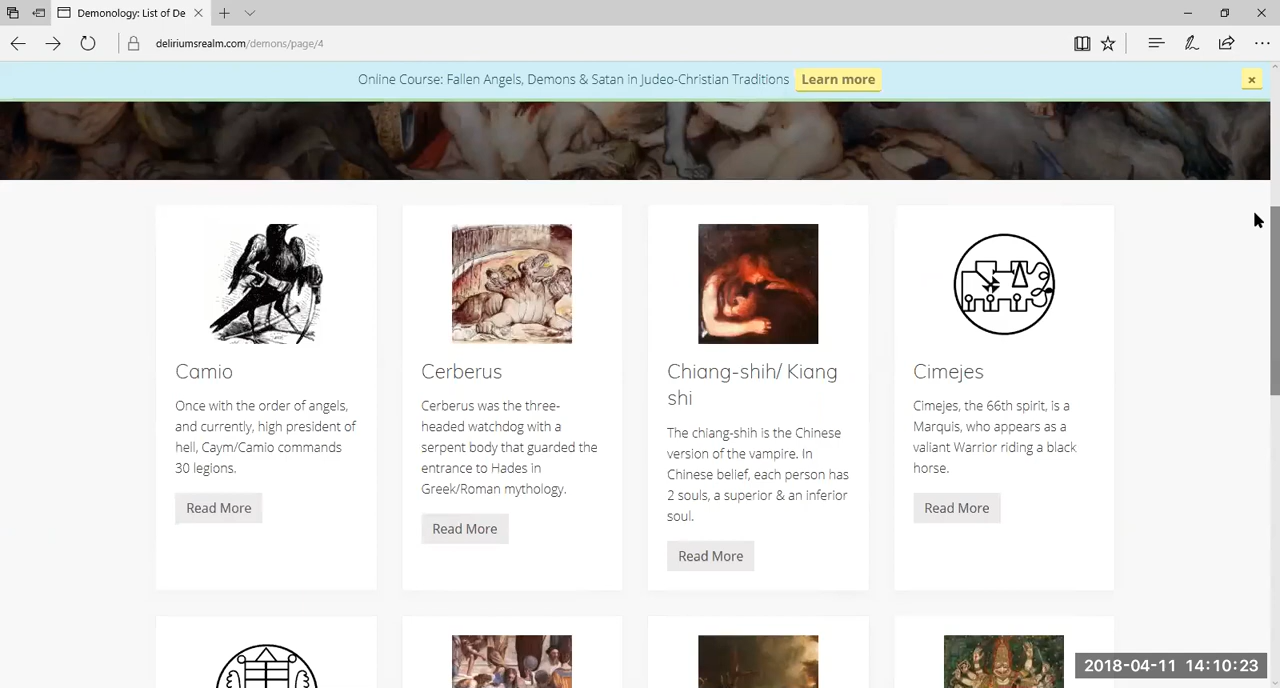 Demonology: List of De
deliriumsrealm.com/demons/page/4
Online Course: Fallen Angels, Demons & Satan in Judeo-Christian Traditions Learn more ×
Camio
Once with the order of angels,
and currently, high president of
hell, Caym/Camio commands
30 legions.
Read More
Cerberus
Cerberus was the three-
headed watchdog with a
serpent body that guarded the
entrance to Hades in
Greek/Roman mythology.
Read More
Chiang-shih/ Kiang
shi
The chiang-shih is the Chinese
version of the vampire. In
Chinese belief, each person has
2 souls, a superior & an inferior
soul.
Read More
Cimejes
Cimejes, the 66th spirit, is a
Marquis, who appears as a
valiant Warrior riding a black
horse.
Read More
2018-04-11 14:10:23